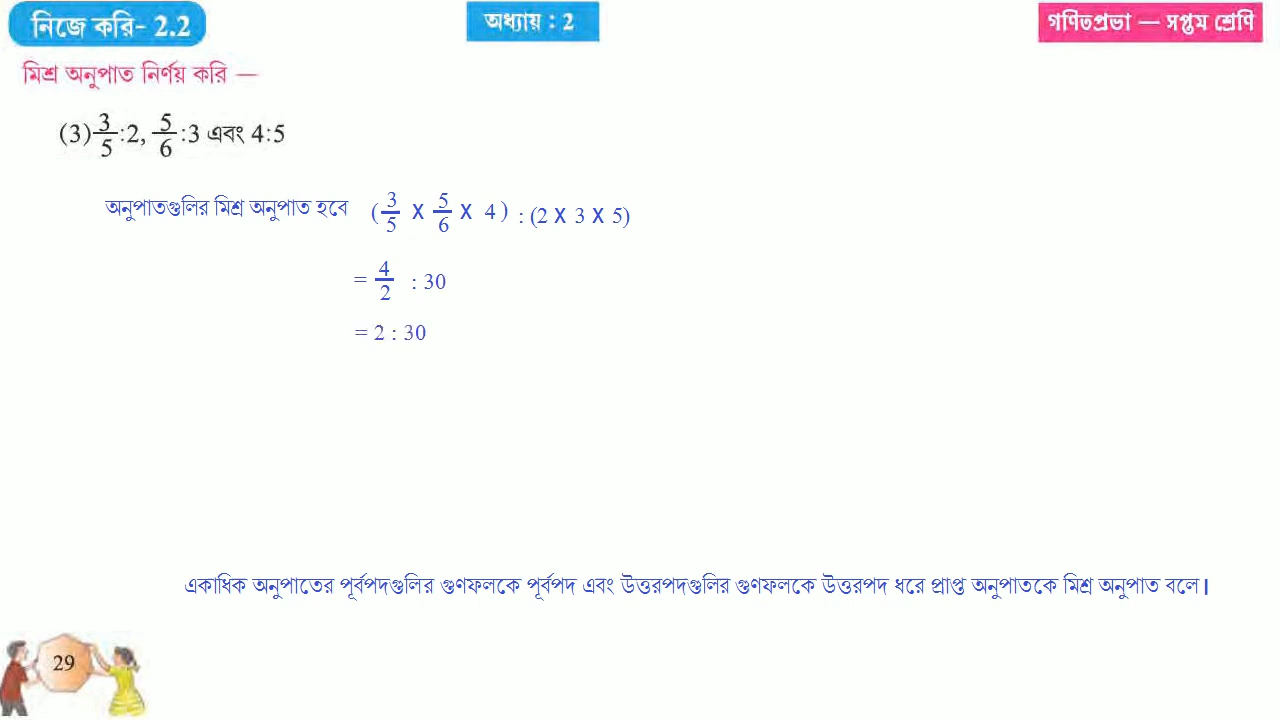 নিজে করি- 2.2
অধ্যায় : 2
গণিতপ্রভা — সপ্তম শ্রেণি
মিশ্র অনুপাত নির্ণয় করি —
(3) 3/5 :2, 5/6 :3 এবং 4:5
অনুপাতগুলির মিশ্র অনুপাত হবে (3/5 X 5/6 X 4) : (2 X 3 X 5)
= 4/2 : 30
= 2 : 30
একাধিক অনুপাতের পূর্বপদগুলির গুণফলকে পূর্বপদ এবং উত্তরপদগুলির গুণফলকে উত্তরপদ ধরে প্রাপ্ত অনুপাতকে মিশ্র অনুপাত বলে।
29